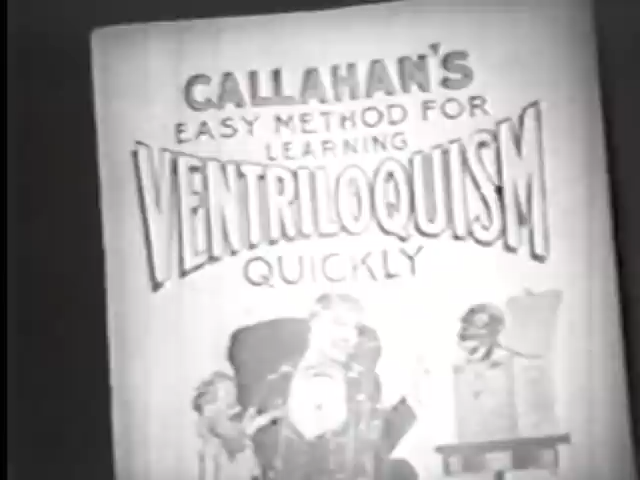 CALLAHAN'S
EASY METHOD FOR
LEARNING
VENTRILOQUISM
QUICKLY